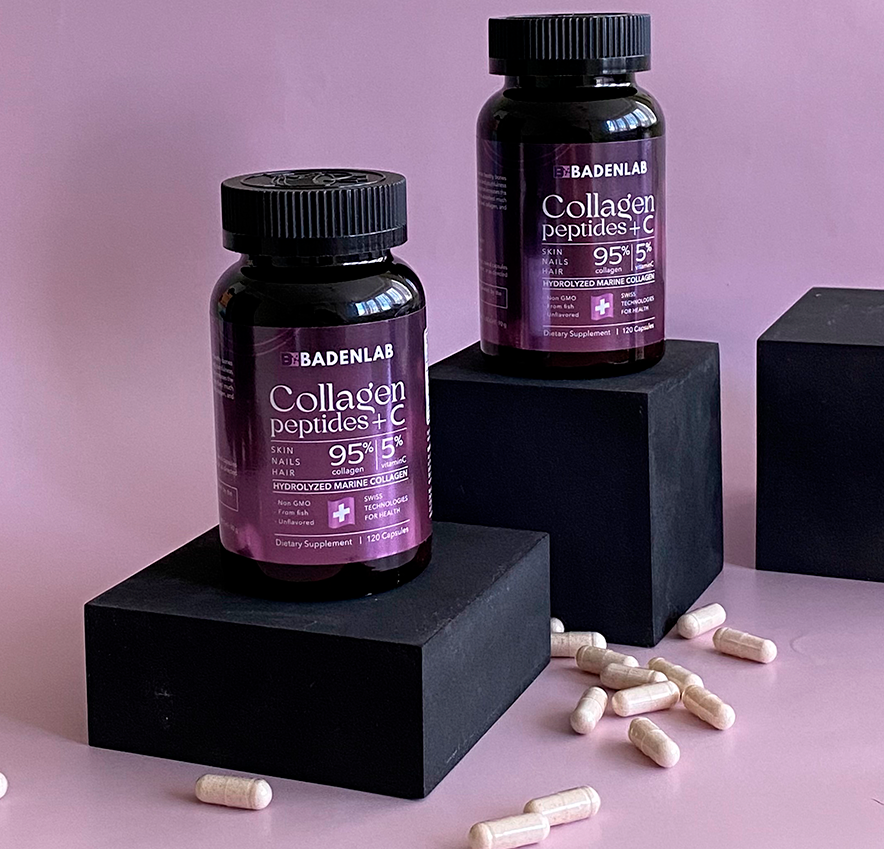 BADENLAB
Collagen
peptides + C
SKIN
NAILS
HAIR
95% collagen
5% vitamin C
HYDROLYZED MARINE COLLAGEN
· Non GMO
· From fish
· Unflavored
SWISS
TECHNOLOGIES
FOR HEALTH
Dietary Supplement | 120 Capsules
BADENLAB
Collagen
peptides + C
SKIN
NAILS
HAIR
95% collagen
5% vitamin C
HYDROLYZED MARINE COLLAGEN
· Non GMO
· From fish
· Unflavored
SWISS
TECHNOLOGIES
FOR HEALTH
Dietary Supplement | 120 Capsules